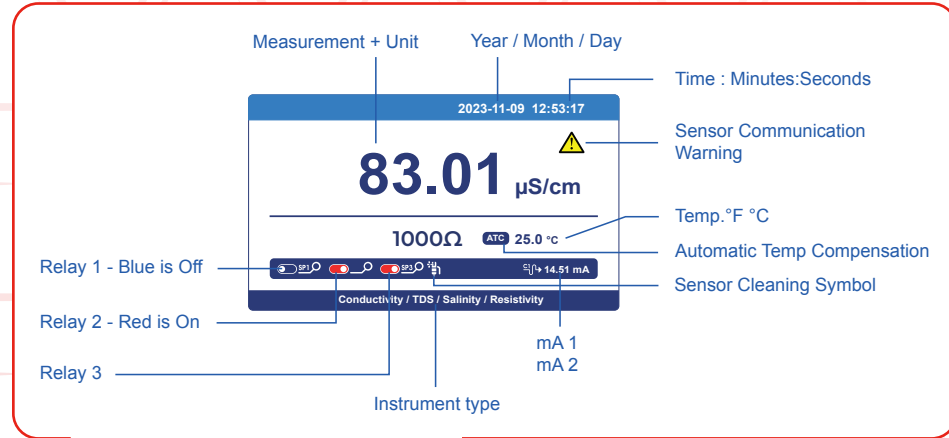 Measurement + Unit
Year / Month / Day
Time : Minutes:Seconds
2023-11-09 12:53:17
Sensor Communication
Warning
83.01 µS/cm
Temp.°F °C
1000Ω ATC 25.0 °C
Automatic Temp Compensation
Relay 1 - Blue is Off
SP1 SP3 14.51 mA
Sensor Cleaning Symbol
Conductivity / TDS / Salinity / Resistivity
Relay 2 - Red is On
mA 1
mA 2
Relay 3
Instrument type